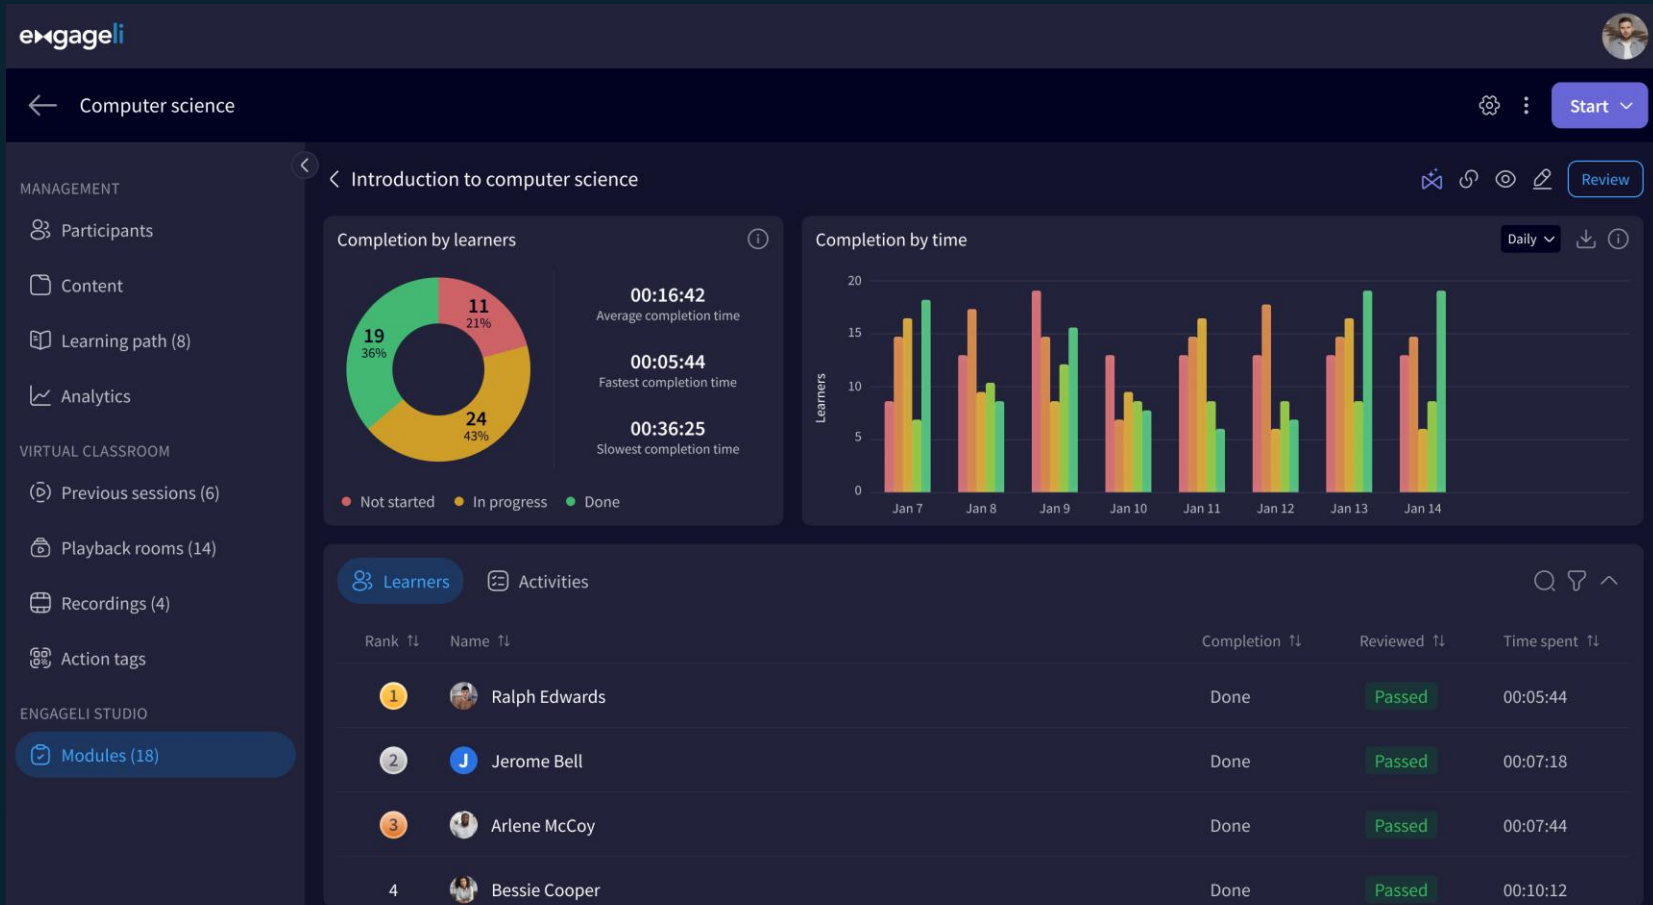 engageli
Computer science
Start
MANAGEMENT
Participants
Content
Learning path (8)
Analytics
VIRTUAL CLASSROOM
Previous sessions (6)
Playback rooms (14)
Recordings (4)
Action tags
ENGAGELI STUDIO
Modules (18)
Introduction to computer science
Review
Completion by learners
11
21%
19
36%
24
43%
00:16:42
Average completion time
00:05:44
Fastest completion time
00:36:25
Slowest completion time
Not started
In progress
Done
Completion by time
Daily
Learners
20
15
10
5
0
Jan 7 Jan 8 Jan 9 Jan 10 Jan 11 Jan 12 Jan 13 Jan 14
Learners
Activities
Rank Name Completion Reviewed Time spent
1 Ralph Edwards Done Passed 00:05:44
2 J Jerome Bell Done Passed 00:07:18
3 Arlene McCoy Done Passed 00:07:44
4 Bessie Cooper Done Passed 00:10:12